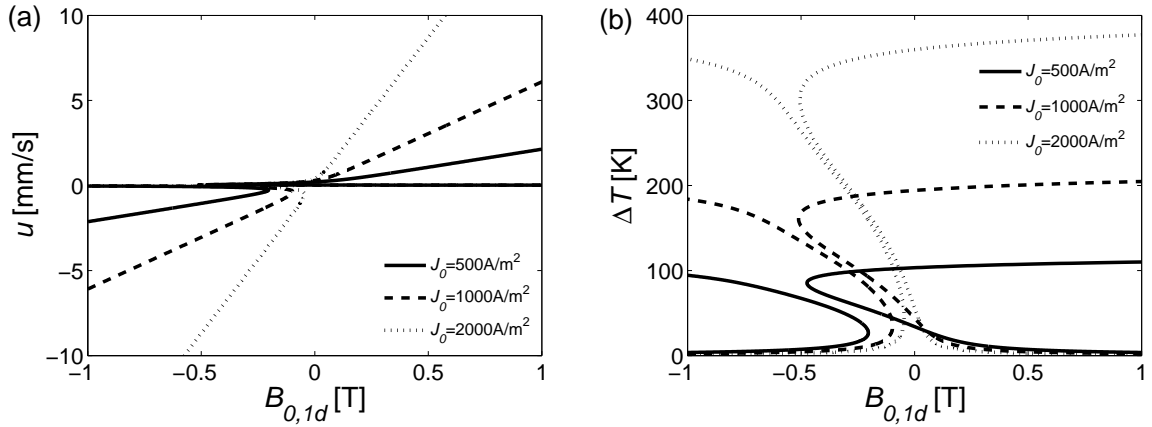 (a)
10
5
0
−5
−10
u [mm/s]
−1 −0.5 0 0.5 1
B0,1d [T]
J0=500A/m2
J0=1000A/m2
J0=2000A/m2
(b)
400
300
200
100
0
ΔT [K]
−1 −0.5 0 0.5 1
B0,1d [T]
J0=500A/m2
J0=1000A/m2
J0=2000A/m2